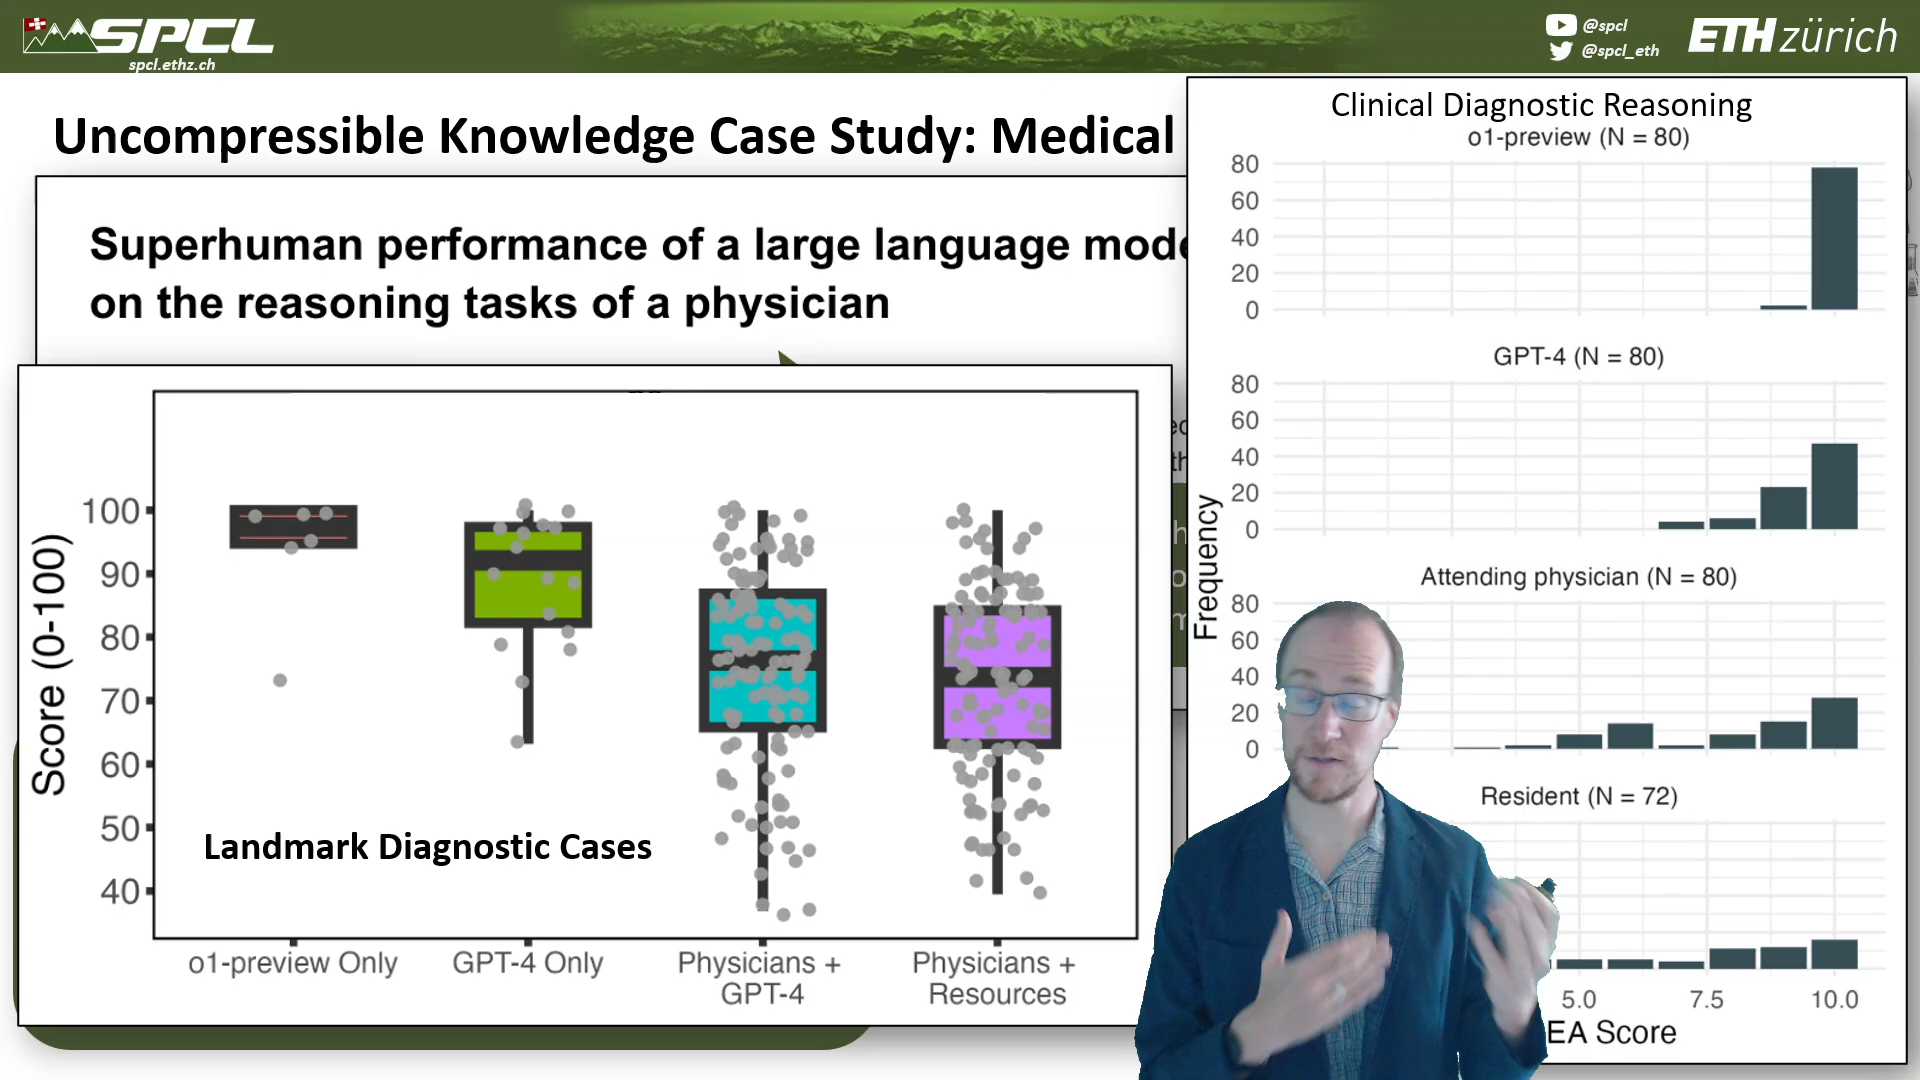 SPCL
spcl.ethz.ch
@spcl
@spcl_eth
ETH zürich
Uncompressible Knowledge Case Study: Medical
Superhuman performance of a large language mode
on the reasoning tasks of a physician
Score (0-100)
100
90
80
70
60
50
40
Landmark Diagnostic Cases
o1-preview Only
GPT-4 Only
Physicians +
GPT-4
Physicians +
Resources
Clinical Diagnostic Reasoning
o1-preview (N = 80)
80
60
40
20
0
GPT-4 (N = 80)
80
60
40
20
0
Frequency
Attending physician (N = 80)
80
60
40
20
0
Resident (N = 72)
5.0
7.5
10.0
EA Score